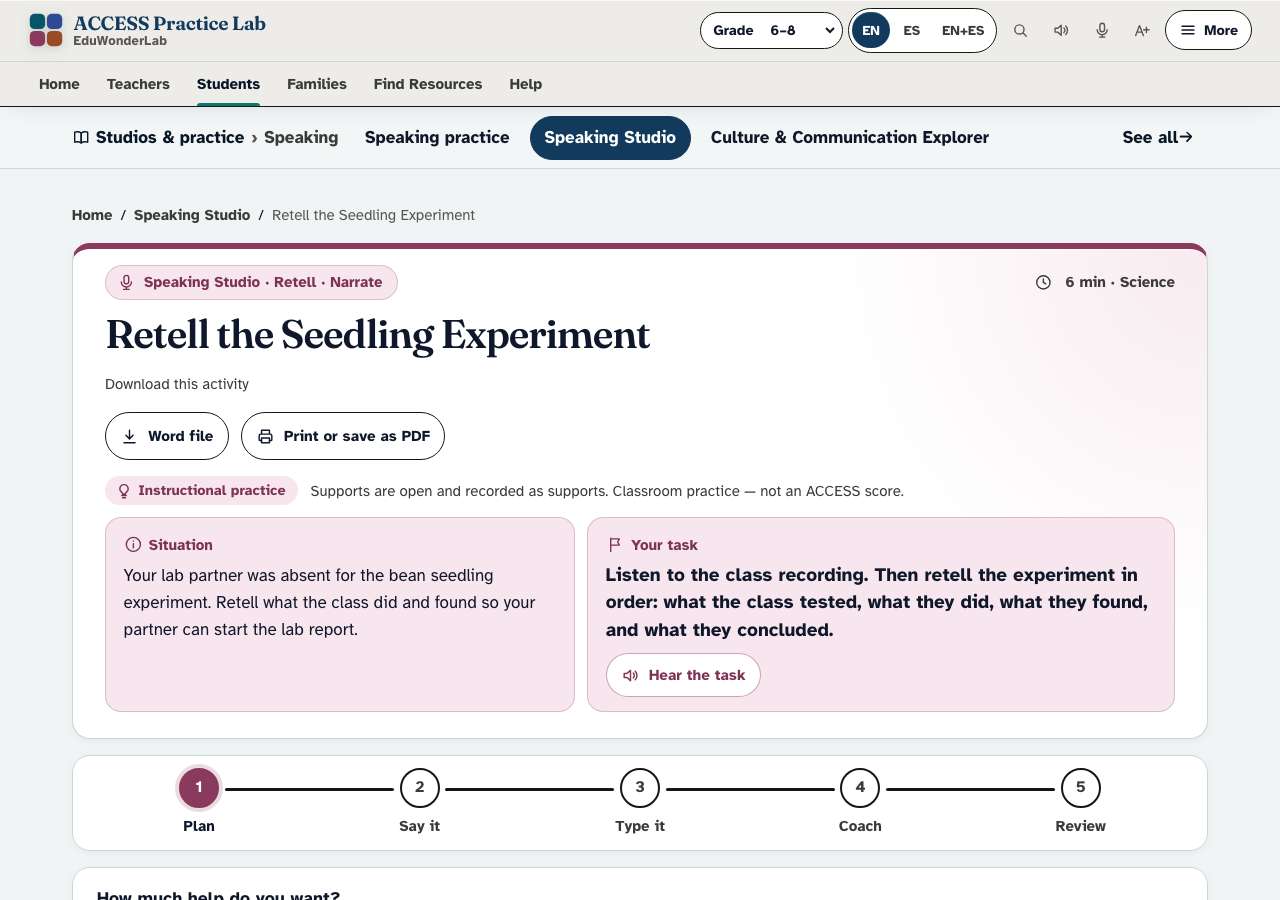 ACCESS Practice Lab
EduWonderLab
Grade 6–8
EN ES EN+ES
A+
More
Home Teachers Students Families Find Resources Help
Studios & practice › Speaking Speaking practice Speaking Studio Culture & Communication Explorer See all→
Home / Speaking Studio / Retell the Seedling Experiment
Speaking Studio · Retell · Narrate
6 min · Science
Retell the Seedling Experiment
Download this activity
Word file Print or save as PDF
Instructional practice Supports are open and recorded as supports. Classroom practice — not an ACCESS score.
Situation
Your lab partner was absent for the bean seedling
experiment. Retell what the class did and found so your
partner can start the lab report.
Your task
Listen to the class recording. Then retell the experiment in
order: what the class tested, what they did, what they found,
and what they concluded.
Hear the task
1 2 3 4 5
Plan Say it Type it Coach Review
How much help do you want?